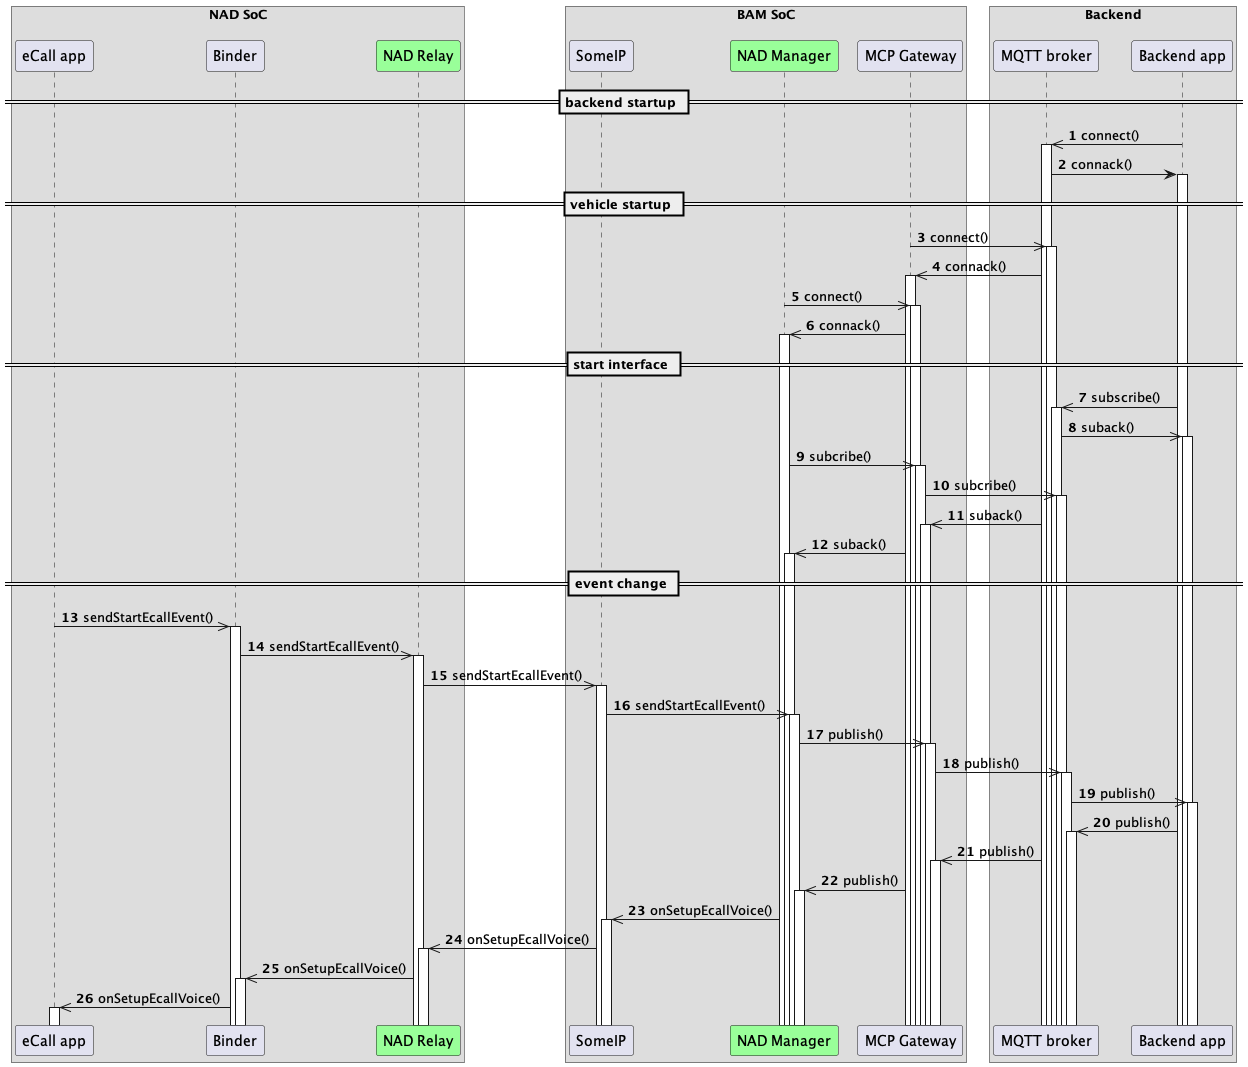 NAD SoC
BAM SoC
Backend
eCall app
Binder
NAD Relay
SomeIP
NAD Manager
MCP Gateway
MQTT broker
Backend app
backend startup
1 connect()
2 connack()
vehicle startup
3 connect()
4 connack()
5 connect()
6 connack()
start interface
7 subscribe()
8 suback()
9 subcribe()
10 subcribe()
11 suback()
12 suback()
event change
13 sendStartEcallEvent()
14 sendStartEcallEvent()
15 sendStartEcallEvent()
16 sendStartEcallEvent()
17 publish()
18 publish()
19 publish()
20 publish()
21 publish()
22 publish()
23 onSetupEcallVoice()
24 onSetupEcallVoice()
25 onSetupEcallVoice()
26 onSetupEcallVoice()
eCall app
Binder
NAD Relay
SomeIP
NAD Manager
MCP Gateway
MQTT broker
Backend app